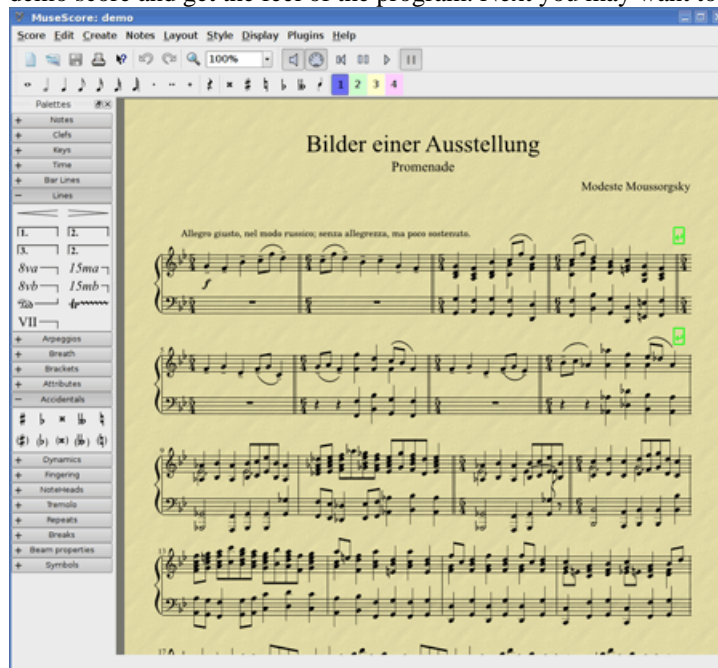 demo score and get the feel of the program. Next you may want to
MuseScore: demo
Score Edit Create Notes Layout Style Display Plugins Help
100%
1 2 3 4
Palettes
Notes
Clefs
Keys
Time
Bar Lines
Lines
1. 2.
3. 2.
8va 15ma
8vb 15mb
VII
Arpeggios
Breath
Brackets
Attributes
Accidentals
Dynamics
Fingering
NoteHeads
Tremolo
Repeats
Breaks
Beam properties
Symbols
Bilder einer Ausstellung
Promenade
Modeste Moussorgsky
Allegro giusto, nel modo russico; senza allegrezza, ma poco sostenuto.
f
5
13
17